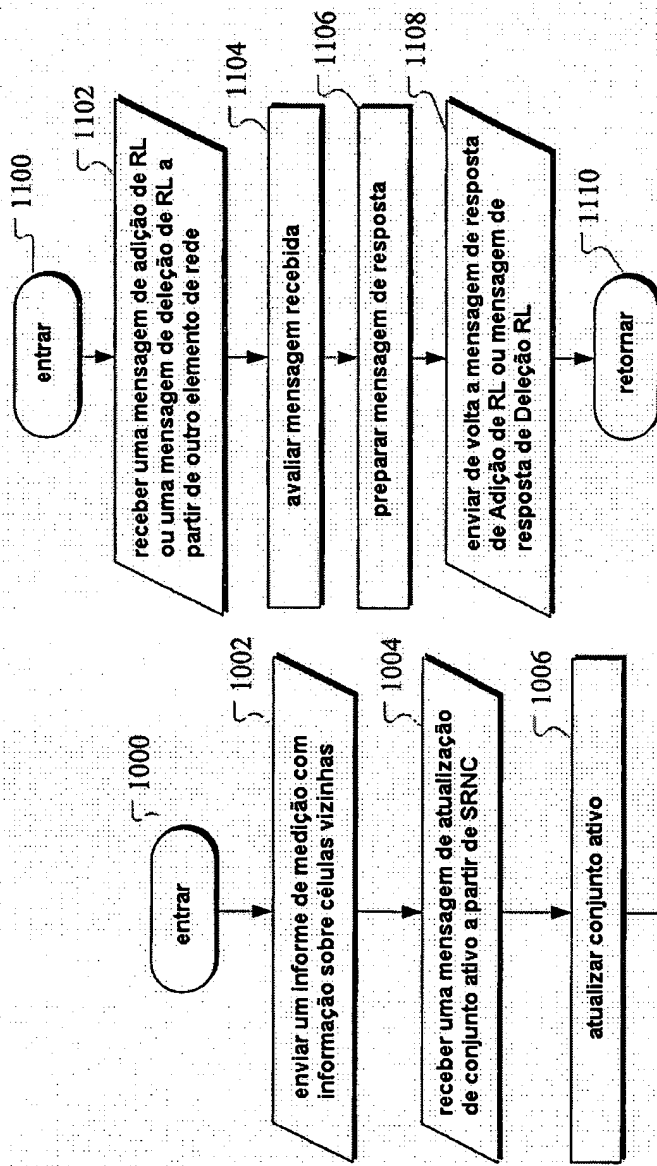 1100
entrar
1102
receber uma mensagem de adição de RL
ou uma mensagem de deleção de RL a
partir de outro elemento de rede
1104
avaliar mensagem recebida
1106
preparar mensagem de resposta
1108
enviar de volta a mensagem de resposta
de Adição de RL ou mensagem de
resposta de Deleção RL
1110
retornar
1000
entrar
1002
enviar um informe de medição com
informação sobre células vizinhas
1004
receber uma mensagem de atualização
de conjunto ativo a partir de SRNC
1006
atualizar conjunto ativo